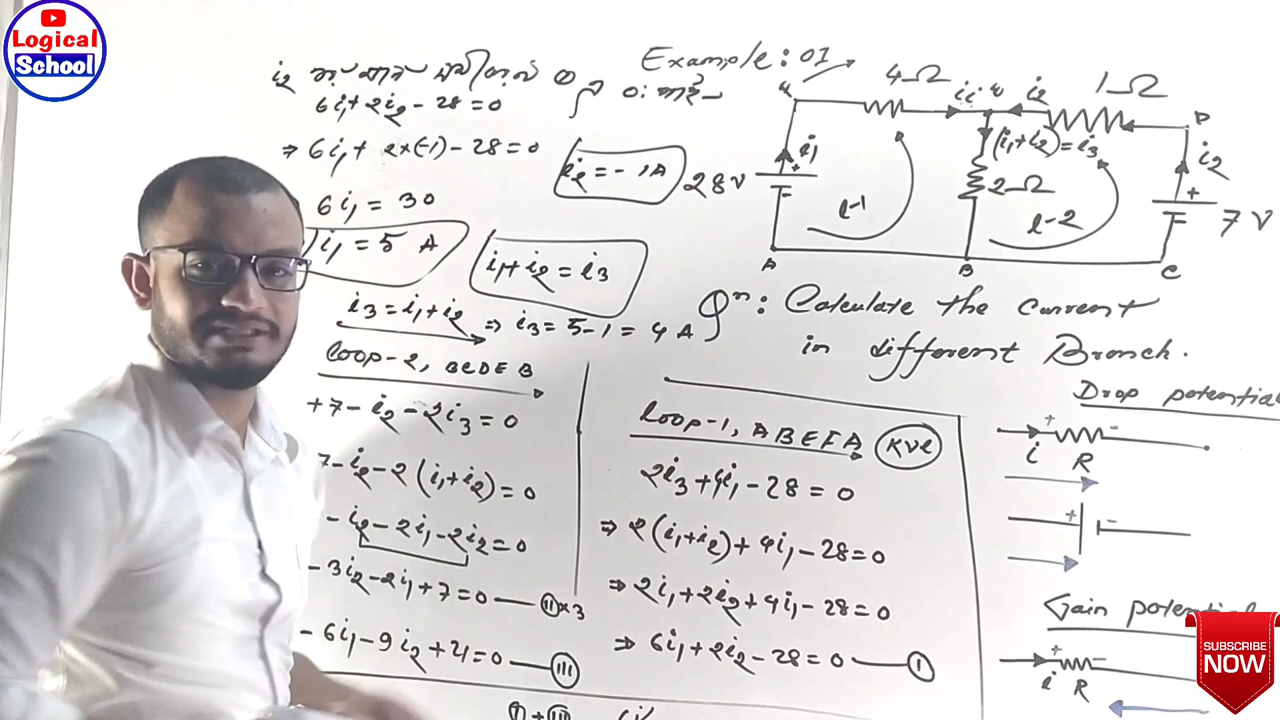 Logical
School
Example: 01
6i₁+2i₂-28=0
⇒ 6i₁+ 2×(-1)-28=0
i₂ = -1A
6i₁ = 30
i₁ = 5 A
i₁+i₂=i₃
i₃=i₁+i₂ ⇒ i₃=5-1=4 A
4Ω
i₂
1Ω
D
(i₁+i₂)=i₃
i₁
28V
+
2Ω
l-1
l-2
i₂
+
7V
A
B
C
Qⁿ: Calculate the current
in different Branch.
loop-2, BCDEB
+7-i₂-2i₃=0
7-i₂-2(i₁+i₂)=0
-i₂-2i₁-2i₂=0
-3i₂-2i₁+7=0 — II×3
-6i₁-9i₂+21=0 — III
loop-1, ABEFA KVL
2i₃+4i₁-28=0
⇒ 2(i₁+i₂)+4i₁-28=0
⇒ 2i₁+2i₂+4i₁-28=0
⇒ 6i₁+2i₂-28=0 — I
Drop potential
+ -
i R
+ -
Gain potential
+ -
i R
SUBSCRIBE
NOW